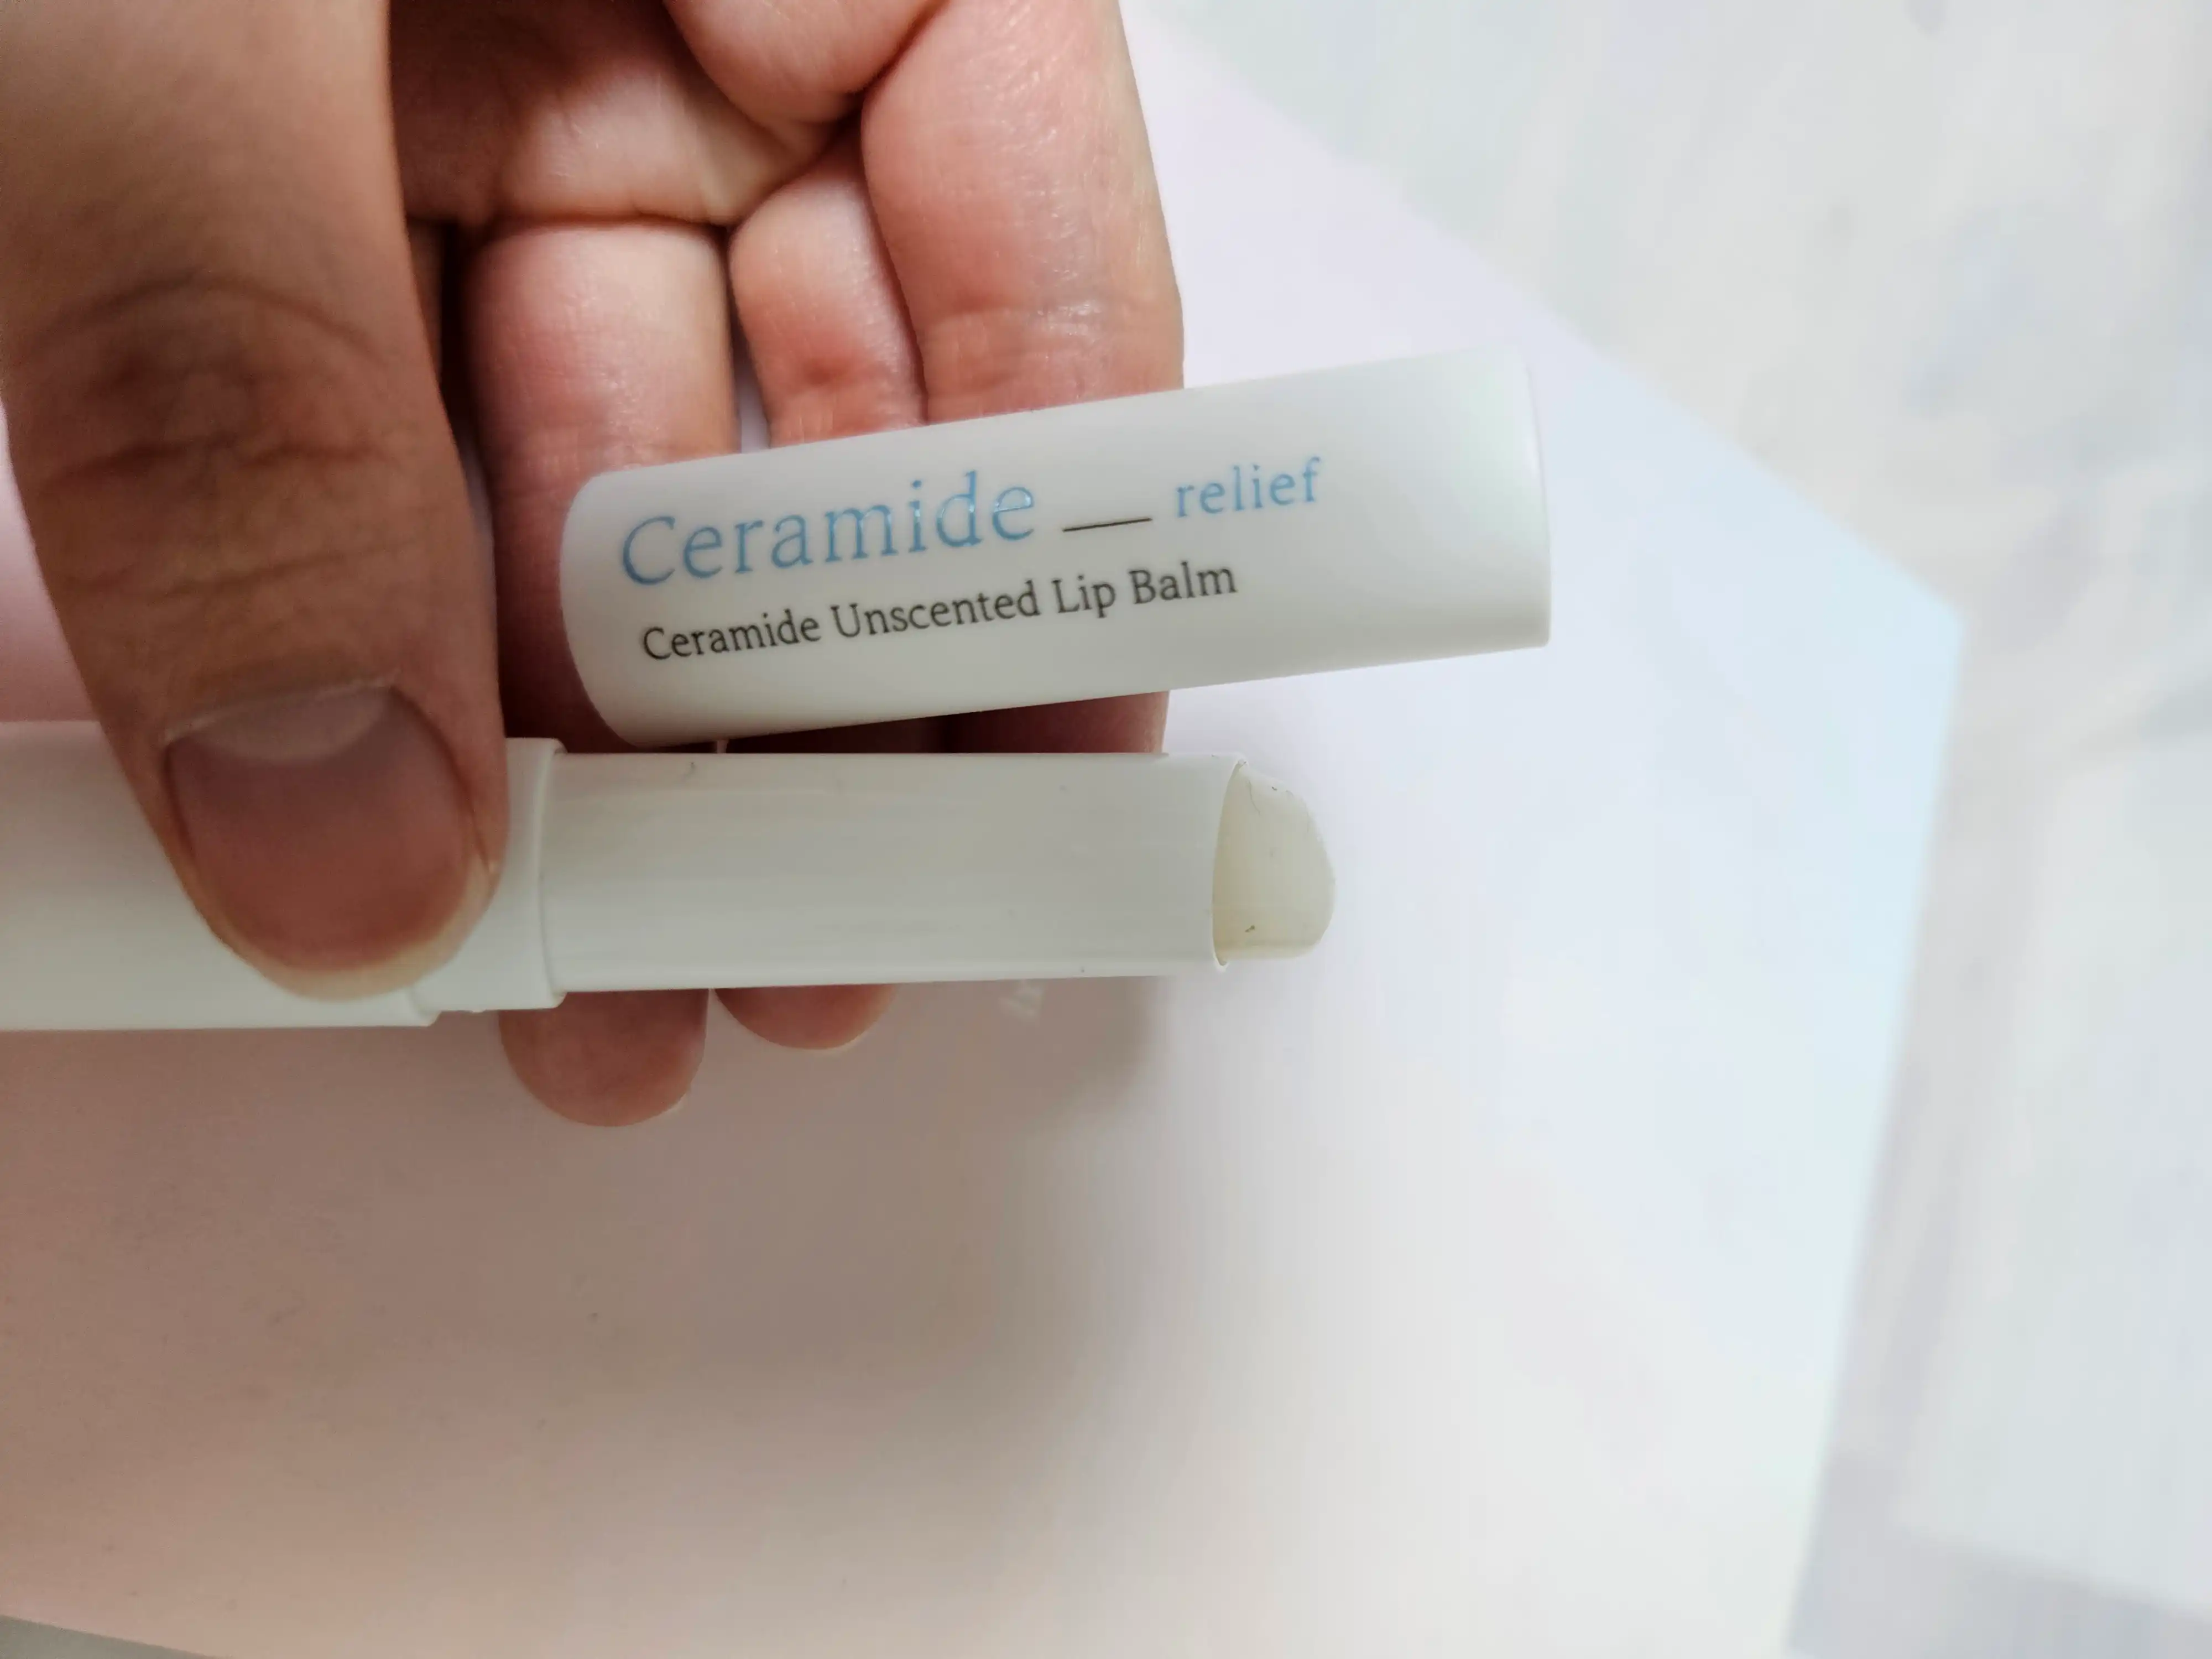 Ceramide __ relief
Ceramide Unscented Lip Balm